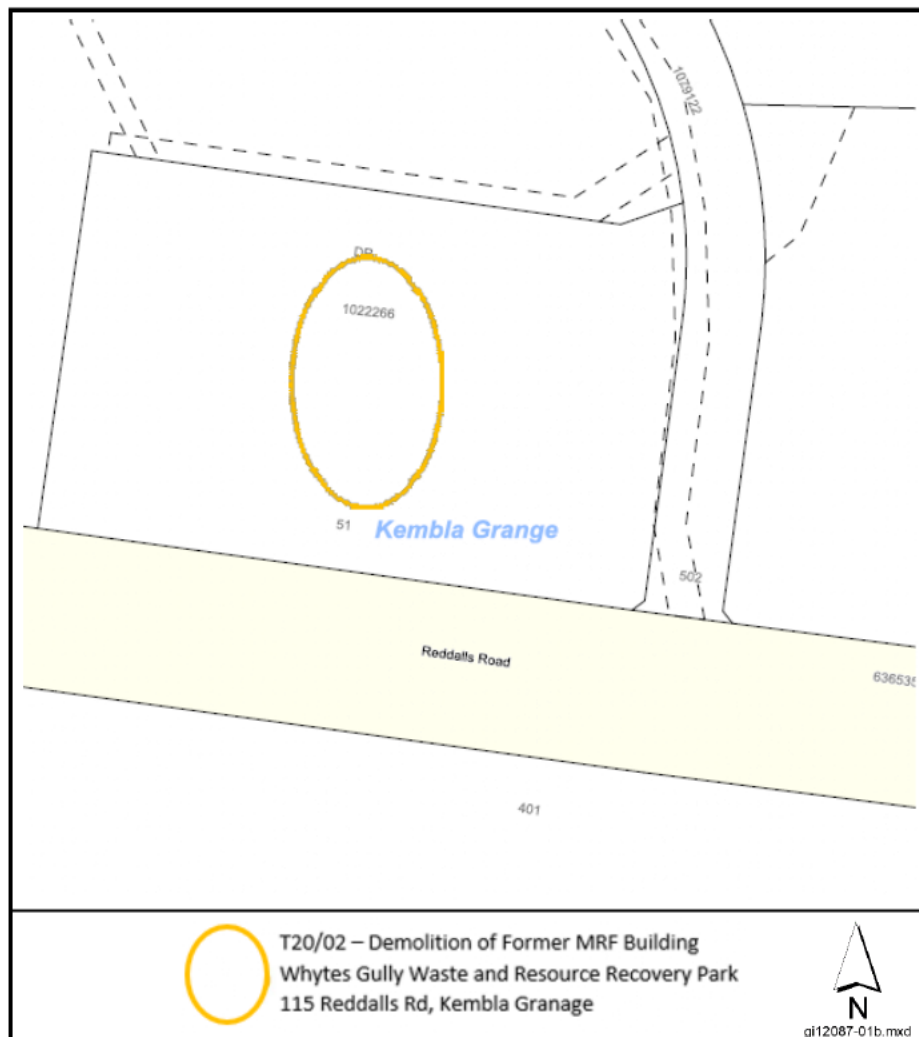 1079122
DP
1022266
51
Kembla Grange
502
Reddalls Road
636535
401
T20/02 – Demolition of Former MRF Building
Whytes Gully Waste and Resource Recovery Park
115 Reddalls Rd, Kembla Granage
N
gi12087-01b.mxd